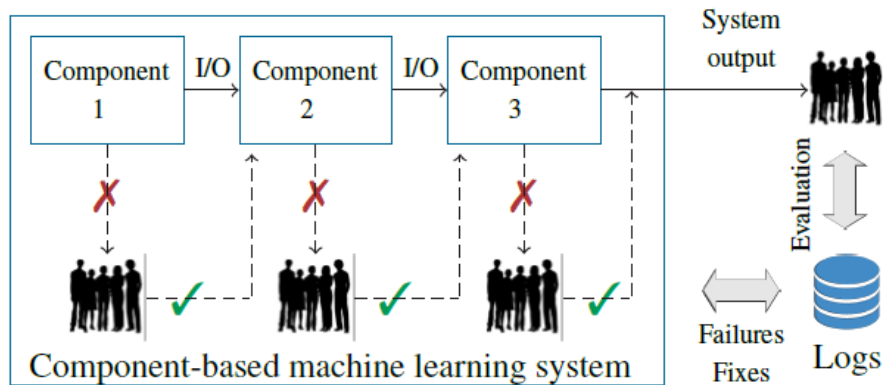 Component
1
I/O
Component
2
I/O
Component
3
System
output
Evaluation
Failures
Fixes
Logs
Component-based machine learning system